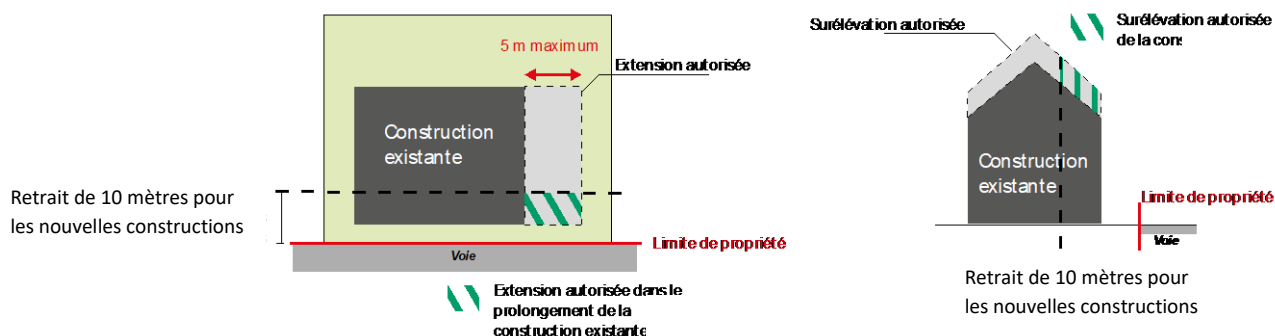 5 m maximum
Extension autorisée
Construction
existante
Retrait de 10 mètres pour
les nouvelles constructions
Limite de propriété
Voie
Extension autorisée dans le
prolongement de la
construction existante
Surélévation autorisée
Surélévation autorisée
de la cons
Construction
existante
Limite de propriété
Voie
Retrait de 10 mètres pour
les nouvelles constructions